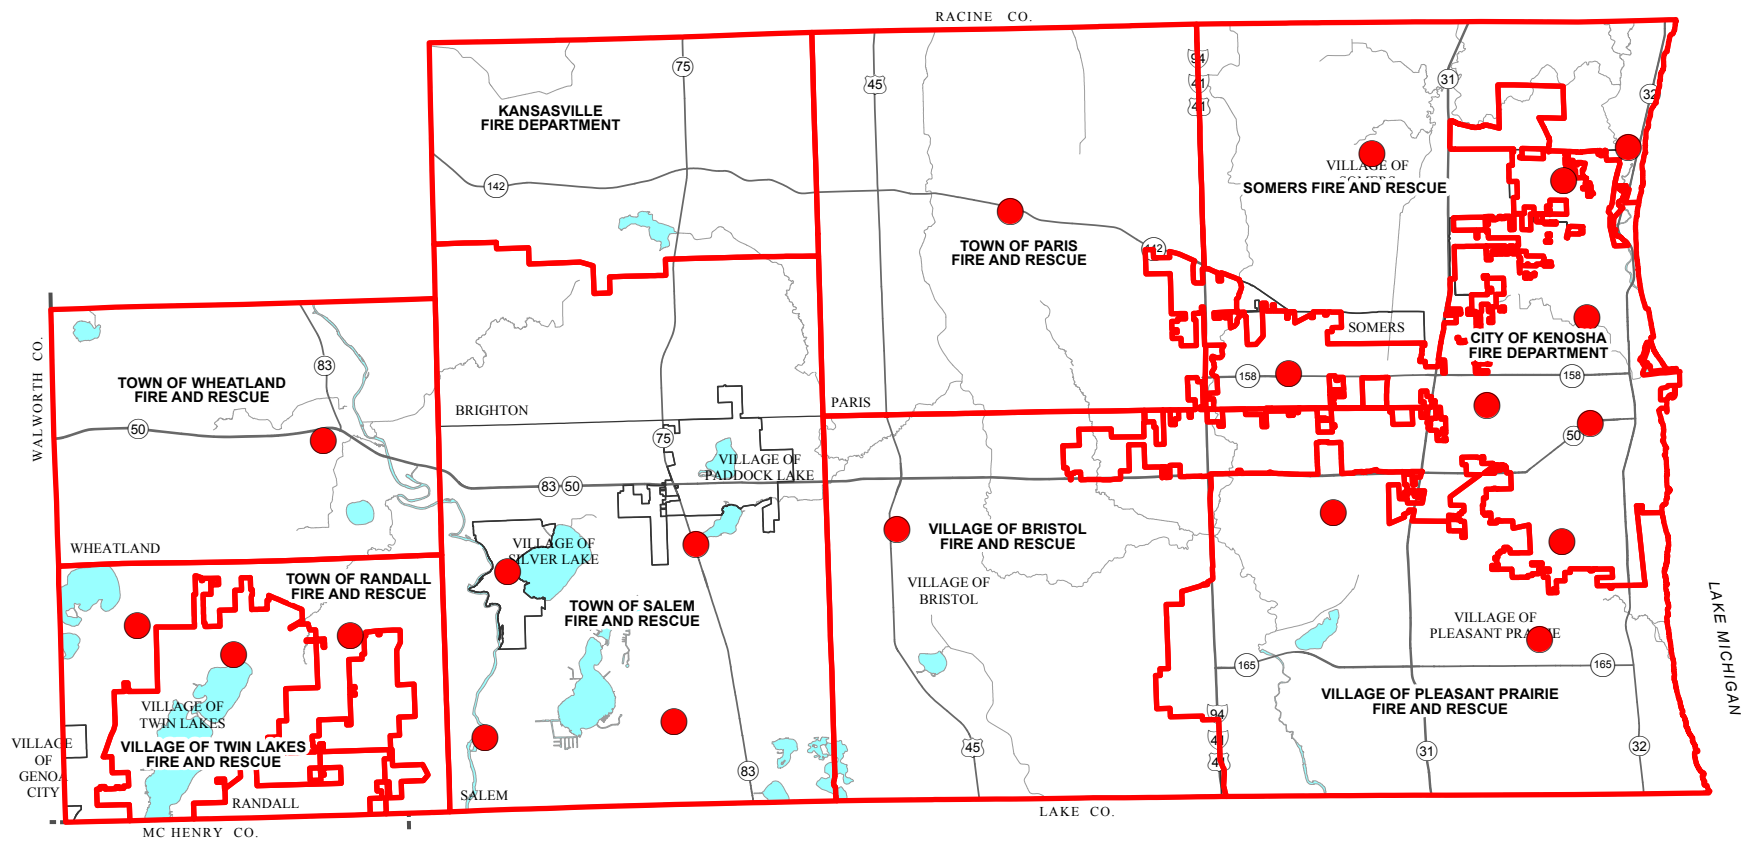 RACINE CO.
75
45
94
41
41
31
32
KANSASVILLE
FIRE DEPARTMENT
142
VILLAGE OF
SOMERS FIRE AND RESCUE
TOWN OF PARIS
FIRE AND RESCUE
142
SOMERS
CITY OF KENOSHA
FIRE DEPARTMENT
WALWORTH CO.
83
TOWN OF WHEATLAND
FIRE AND RESCUE
50
158
158
BRIGHTON
PARIS
75
50
VILLAGE OF
PADDOCK LAKE
83
50
WHEATLAND
VILLAGE OF
SILVER LAKE
VILLAGE OF BRISTOL
FIRE AND RESCUE
VILLAGE OF
BRISTOL
TOWN OF RANDALL
FIRE AND RESCUE
TOWN OF SALEM
FIRE AND RESCUE
VILLAGE OF
PLEASANT PRAIRIE
LAKE MICHIGAN
165
165
VILLAGE OF PLEASANT PRAIRIE
FIRE AND RESCUE
VILLAGE OF
TWIN LAKES
VILLAGE OF TWIN LAKES
FIRE AND RESCUE
VILLAGE
OF
GENOA
CITY
94
41
45
31
32
83
RANDALL
SALEM
MC HENRY CO.
LAKE CO.